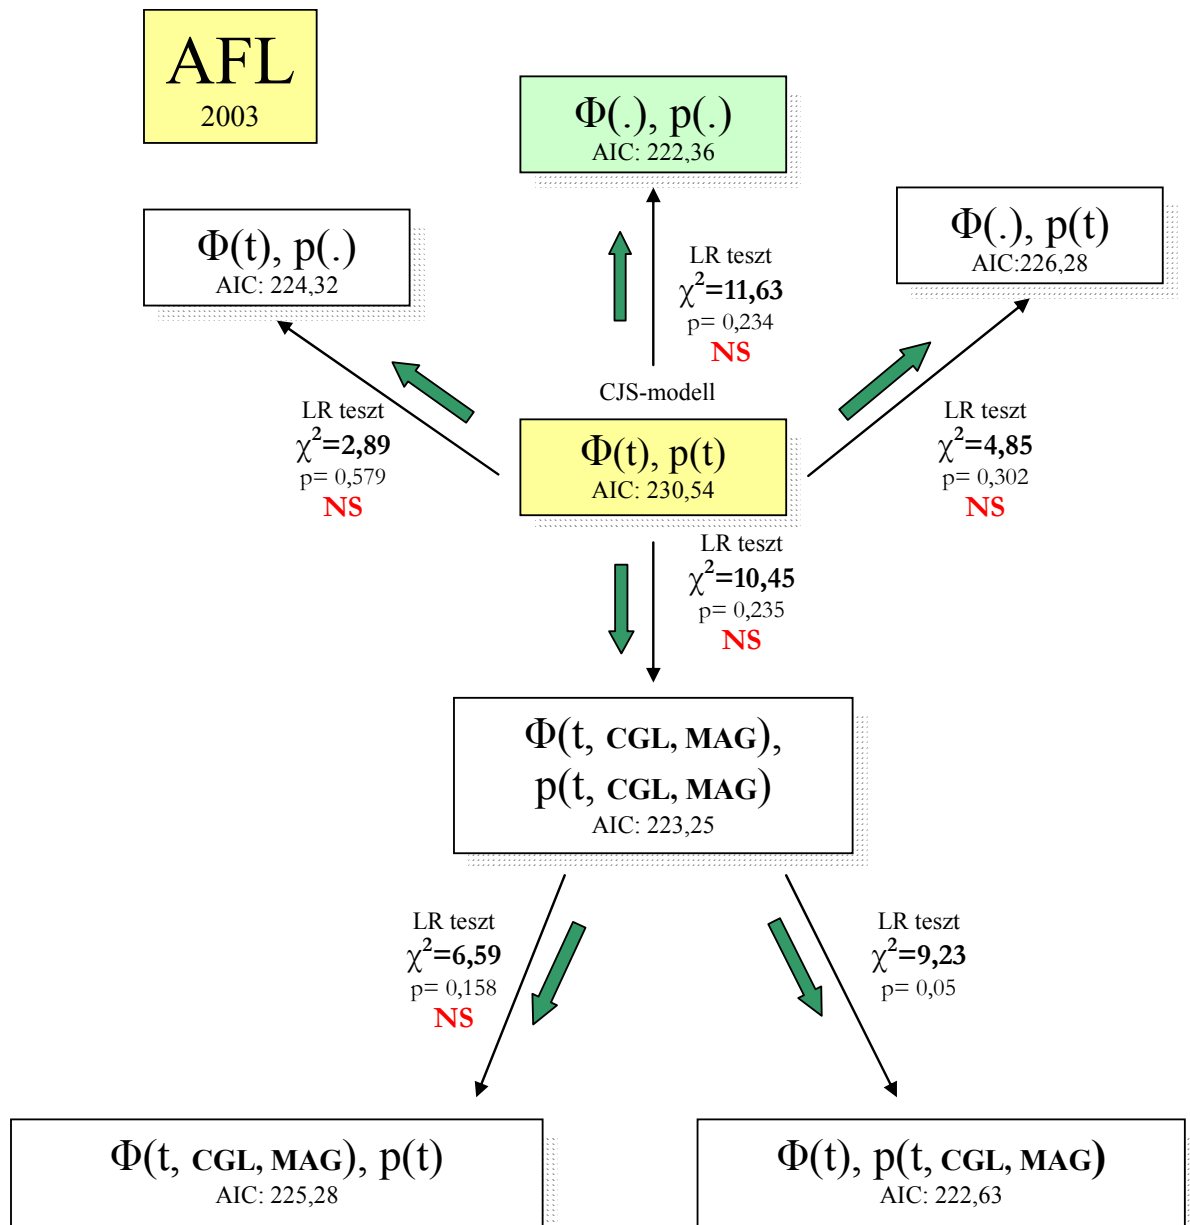 AFL
2003
Φ(.), p(.)
AIC: 222,36
Φ(t), p(.)
AIC: 224,32
Φ(.), p(t)
AIC:226,28
LR teszt
χ²=11,63
p= 0,234
NS
CJS-modell
LR teszt
χ²=2,89
p= 0,579
NS
Φ(t), p(t)
AIC: 230,54
LR teszt
χ²=4,85
p= 0,302
NS
LR teszt
χ²=10,45
p= 0,235
NS
Φ(t, CGL, MAG),
p(t, CGL, MAG)
AIC: 223,25
LR teszt
χ²=6,59
p= 0,158
NS
LR teszt
χ²=9,23
p= 0,05
Φ(t, CGL, MAG), p(t)
AIC: 225,28
Φ(t), p(t, CGL, MAG)
AIC: 222,63